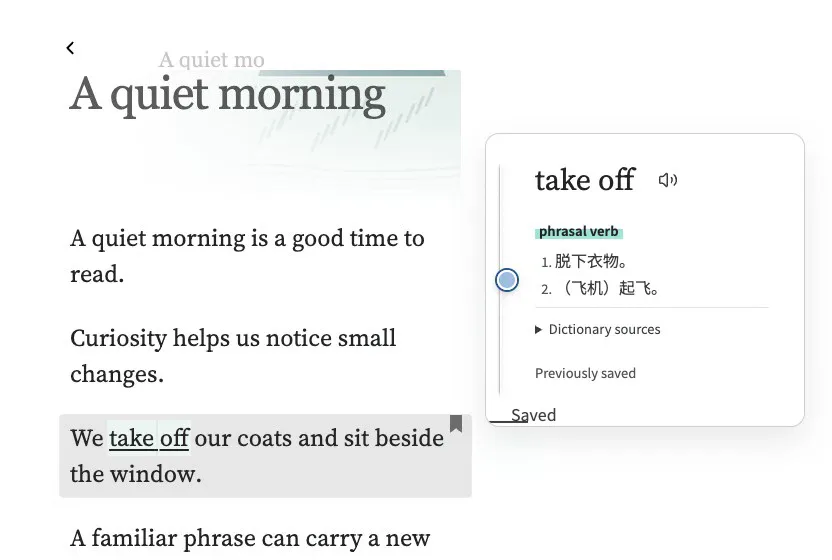 A quiet mo
A quiet morning
A quiet morning is a good time to
read.
Curiosity helps us notice small
changes.
We take off our coats and sit beside
the window.
A familiar phrase can carry a new
take off
phrasal verb
1. 脱下衣物。
2. （飞机）起飞。
Dictionary sources
Previously saved
Saved